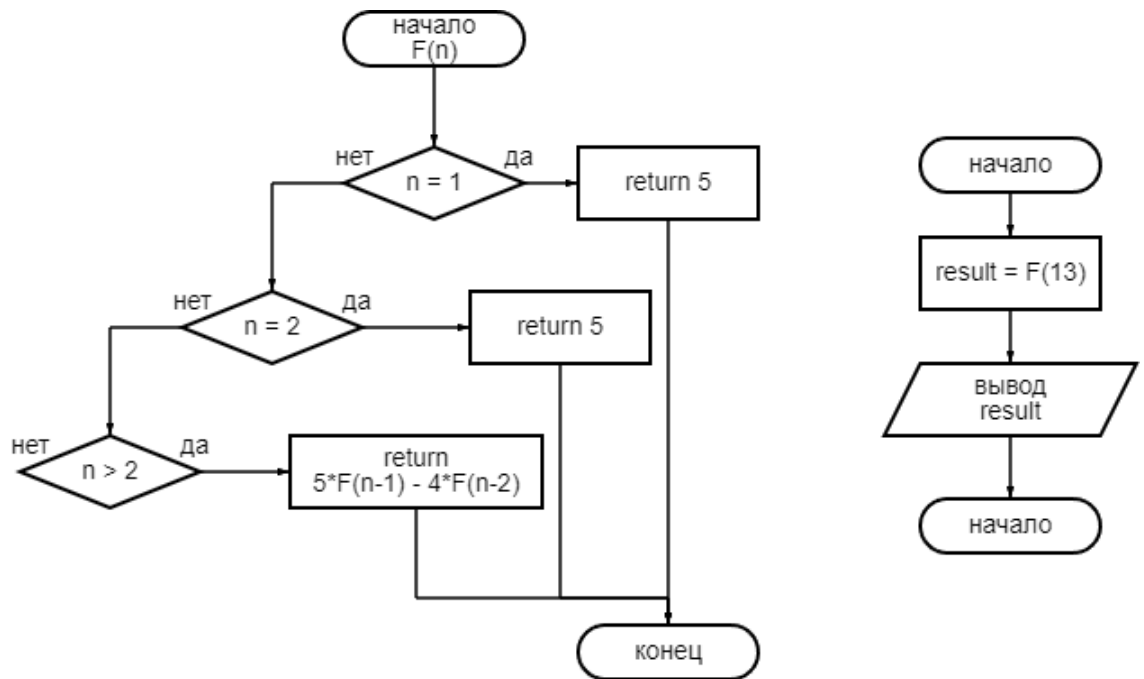 начало
F(n)
нет
да
n = 1
return 5
нет
да
n = 2
return 5
нет
да
n > 2
return
5*F(n-1) - 4*F(n-2)
конец
начало
result = F(13)
вывод
result
начало